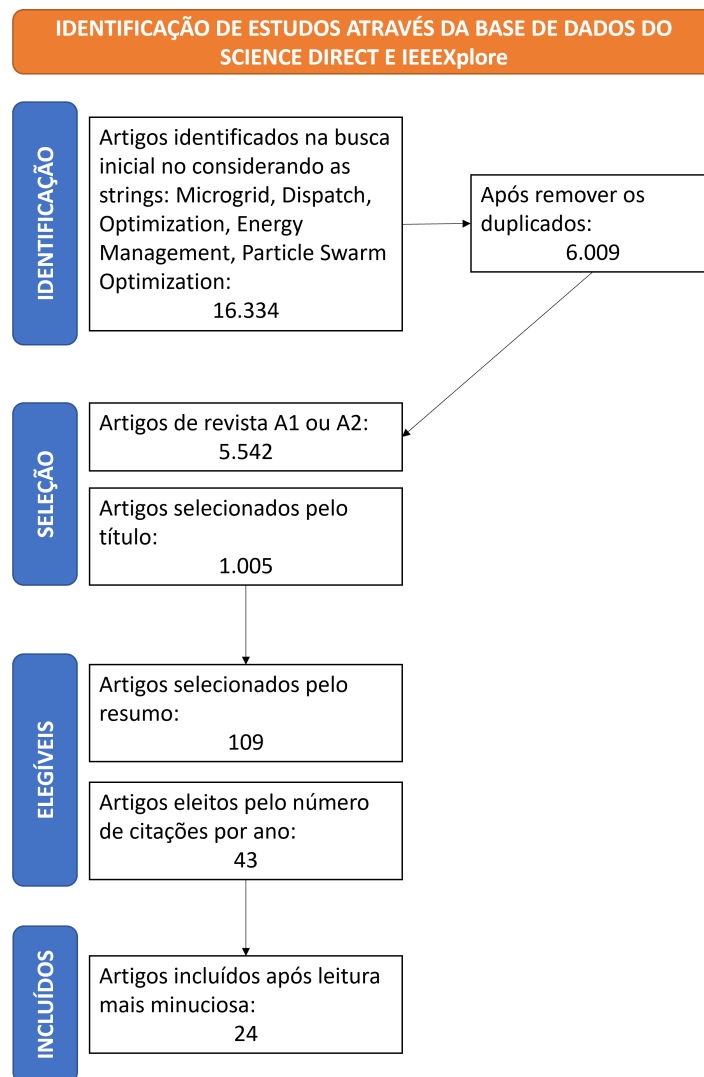 IDENTIFICAÇÃO DE ESTUDOS ATRAVÉS DA BASE DE DADOS DO
SCIENCE DIRECT E IEEEXplore
IDENTIFICAÇÃO
Artigos identificados na busca
inicial no considerando as
strings: Microgrid, Dispatch,
Optimization, Energy
Management, Particle Swarm
Optimization:
16.334
Após remover os
duplicados:
6.009
SELEÇÃO
Artigos de revista A1 ou A2:
5.542
Artigos selecionados pelo
título:
1.005
ELEGÍVEIS
Artigos selecionados pelo
resumo:
109
Artigos eleitos pelo número
de citações por ano:
43
INCLUÍDOS
Artigos incluídos após leitura
mais minuciosa:
24